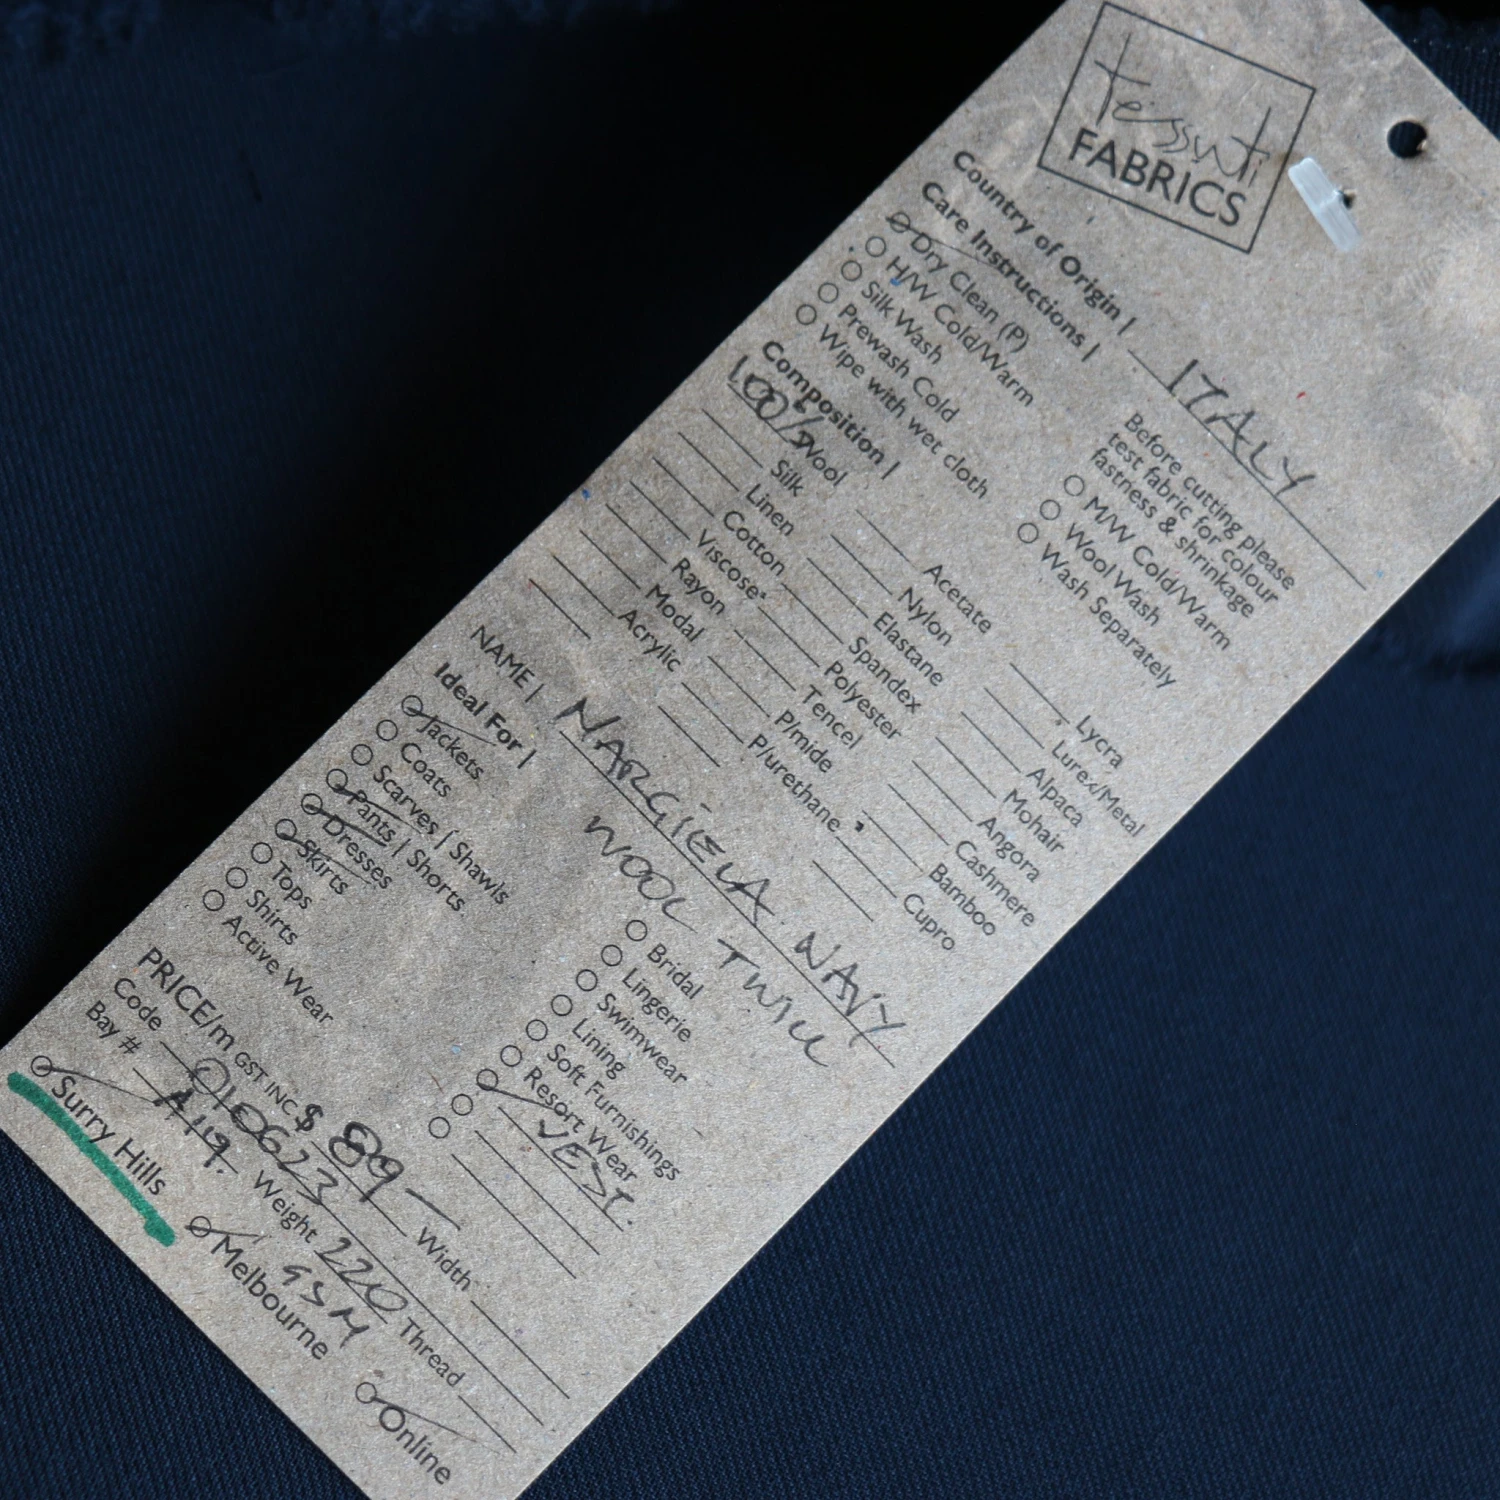 tessuti
FABRICS
Country of Origin | ITALY
Care Instructions |
Dry Clean (P)
H/W Cold/Warm
Silk Wash
Prewash Cold
Wipe with wet cloth
Before cutting please
test fabric for colour
fastness & shrinkage
M/W Cold/Warm
Wool Wash
Wash Separately
Composition |
100% Wool
Silk
Linen
Cotton
Viscose
Rayon
Modal
Acrylic
Acetate
Nylon
Elastane
Spandex
Polyester
Tencel
P/mide
P/urethane
Lycra
Lurex/Metal
Alpaca
Mohair
Angora
Cashmere
Bamboo
Cupro
NAME | MARGIELA NAVY
WOOL TWILL
Ideal For |
Jackets
Coats
Scarves | Shawls
Pants | Shorts
Dresses
Skirts
Tops
Shirts
Active Wear
Bridal
Lingerie
Swimwear
Lining
Soft Furnishings
Resort Wear
VEST.
PRICE/m GST INC $ 89-
Code 010623 Width
Bay # A119. Weight 220 GSM Thread
Surry Hills
Melbourne
Online